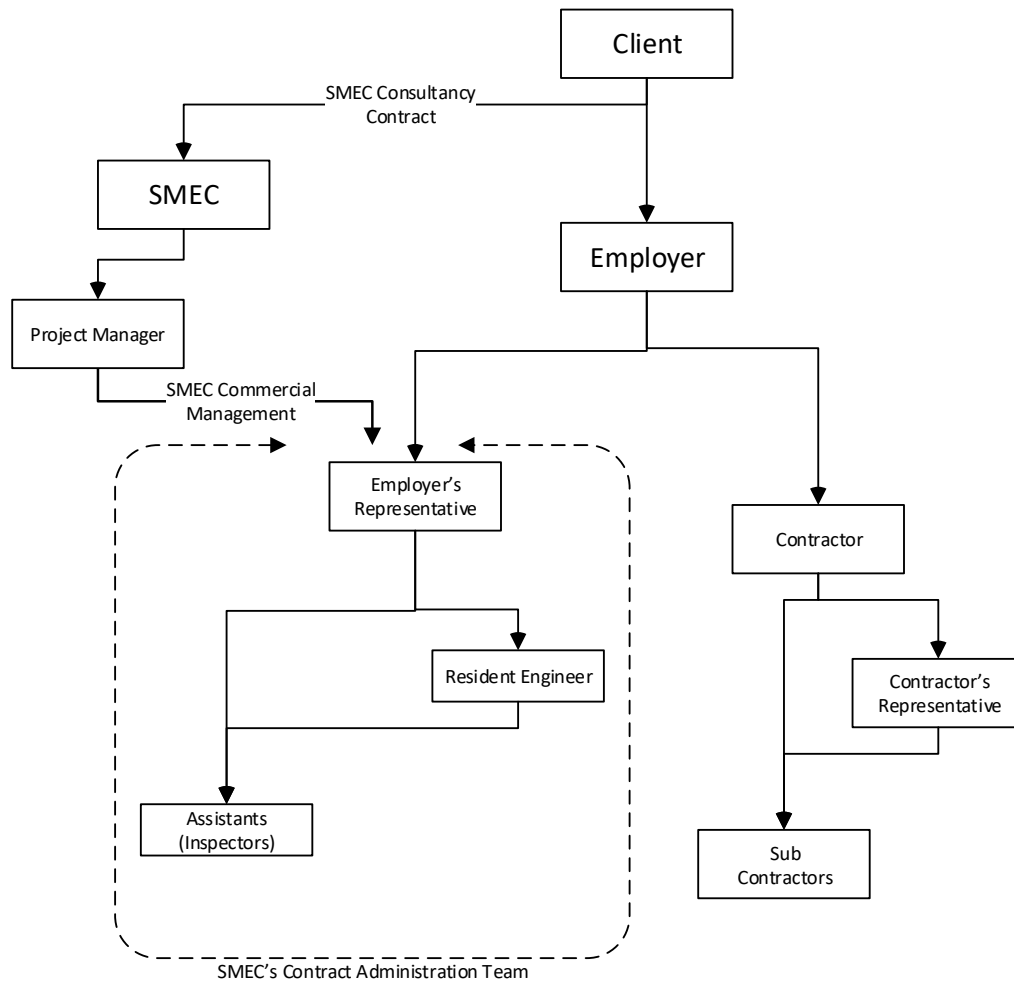 Client
SMEC Consultancy
Contract
SMEC
Employer
Project Manager
SMEC Commercial
Management
Employer’s
Representative
Contractor
Resident Engineer
Contractor’s
Representative
Assistants
(Inspectors)
Sub
Contractors
SMEC’s Contract Administration Team